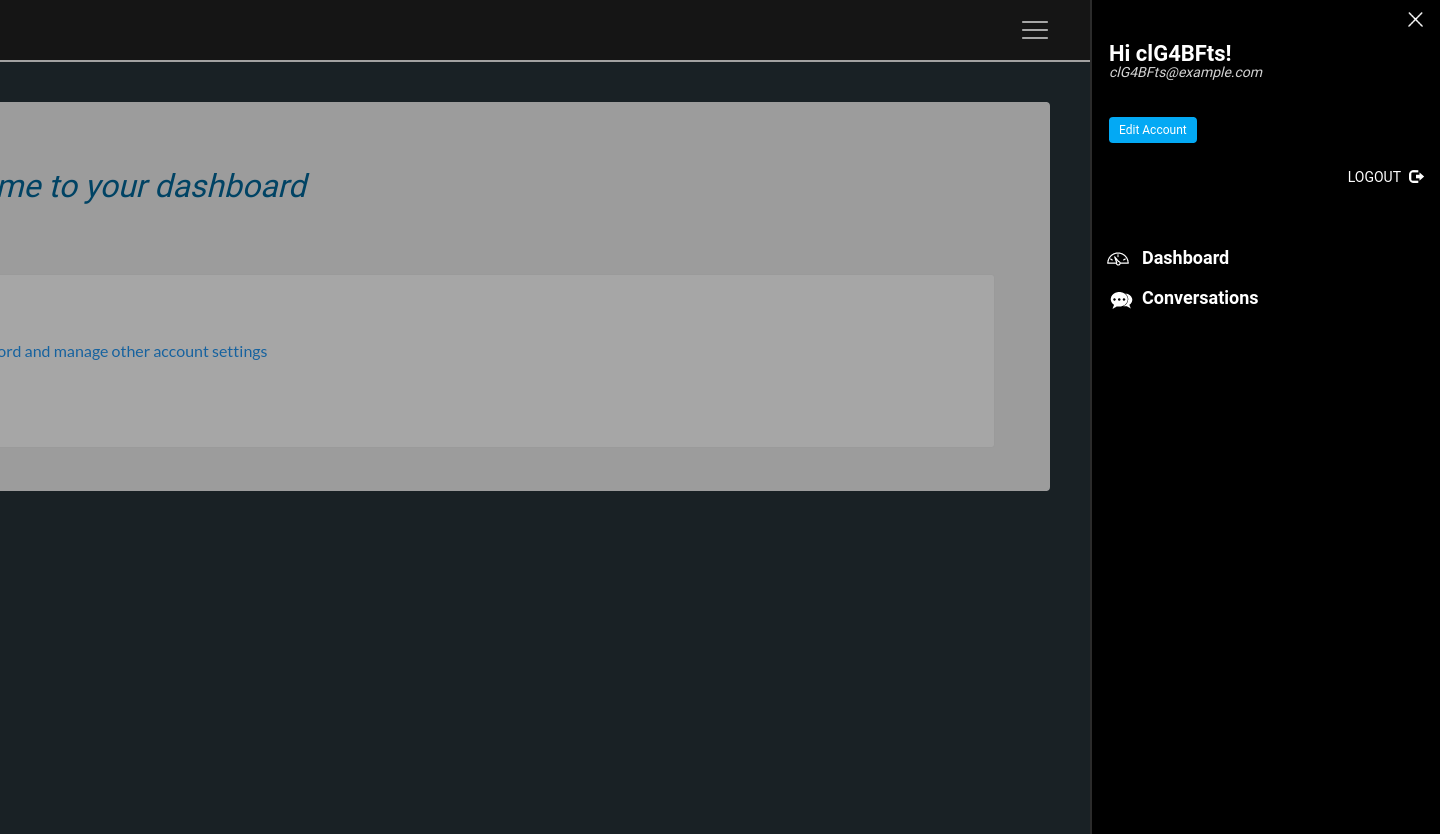 me to your dashboard
ord and manage other account settings
Hi clG4BFts!
clG4BFts@example.com
Edit Account
LOGOUT
Dashboard
Conversations